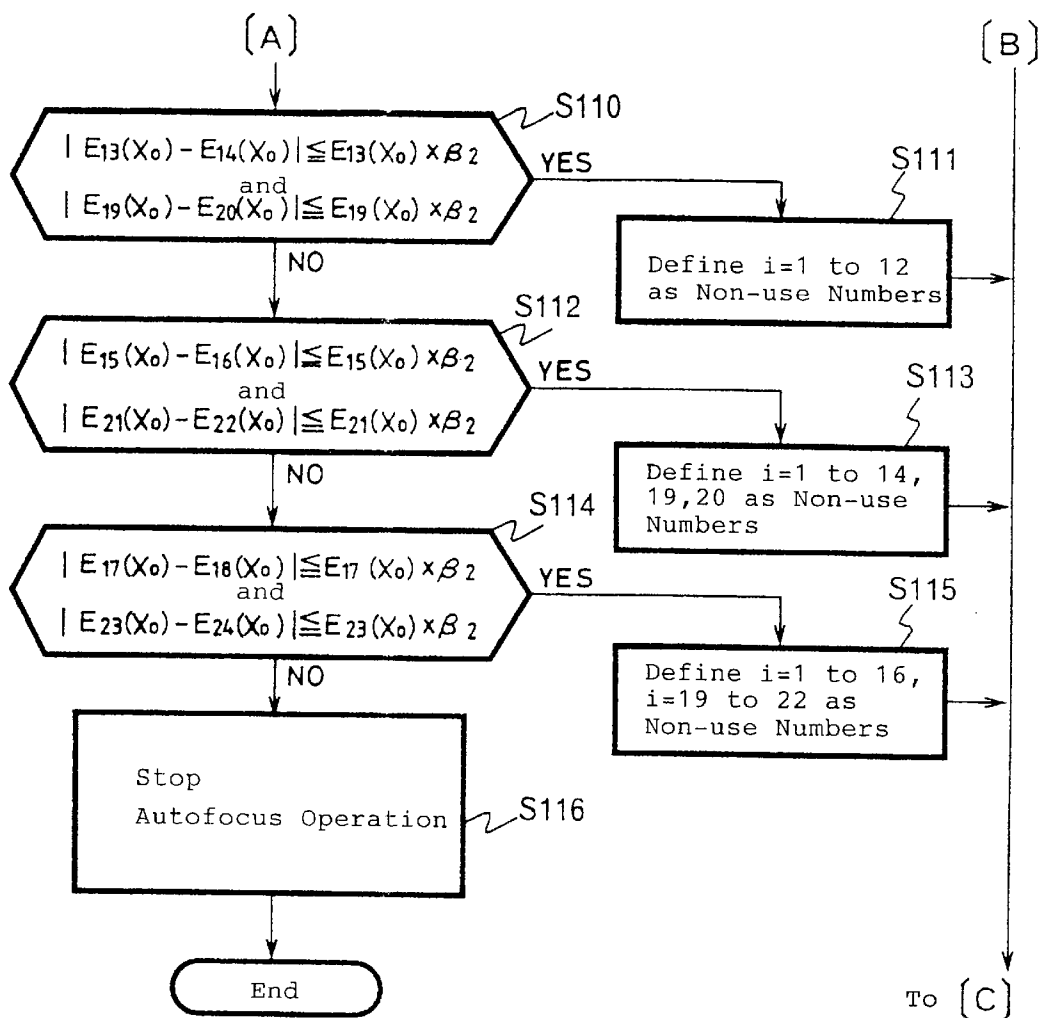 [A]
[B]
S110
| E13(X0) – E14(X0) | ≦ E13(X0) × β2
and
| E19(X0) – E20(X0) | ≦ E19(X0) × β2
YES
S111
Define i=1 to 12
as Non-use Numbers
NO
S112
| E15(X0) – E16(X0) | ≦ E15(X0) × β2
and
| E21(X0) – E22(X0) | ≦ E21(X0) × β2
YES
S113
Define i=1 to 14,
19,20 as Non-use
Numbers
NO
S114
| E17(X0) – E18(X0) | ≦ E17(X0) × β2
and
| E23(X0) – E24(X0) | ≦ E23(X0) × β2
YES
S115
Define i=1 to 16,
i=19 to 22 as
Non-use Numbers
NO
Stop
Autofocus Operation
S116
End
To [C]